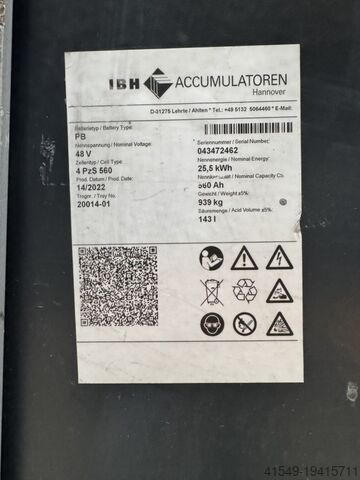 IBH ACCUMULATOREN
Hannover
D-31275 Lehrte / Ahlten * Tel.: +49 5132 5064460 * E-Mail:
Batterietyp / Battery Type:
PB
Nennspannung / Nominal Voltage:
48 V
Zellentyp / Cell Type
4 PzS 560
Prod. Datum / Prod. Date:
14/2022
Trognr. / Tray No.
20014-01
Seriennummer / Serial Number:
043472462
Nennenergie / Nominal Energy:
25,5 kWh
/ Nominal Capacity C5
560 Ah
Gewicht / Weight ±5%:
939 kg
Säuremenge / Acid Volume ±5%:
143 l
41549-19415711